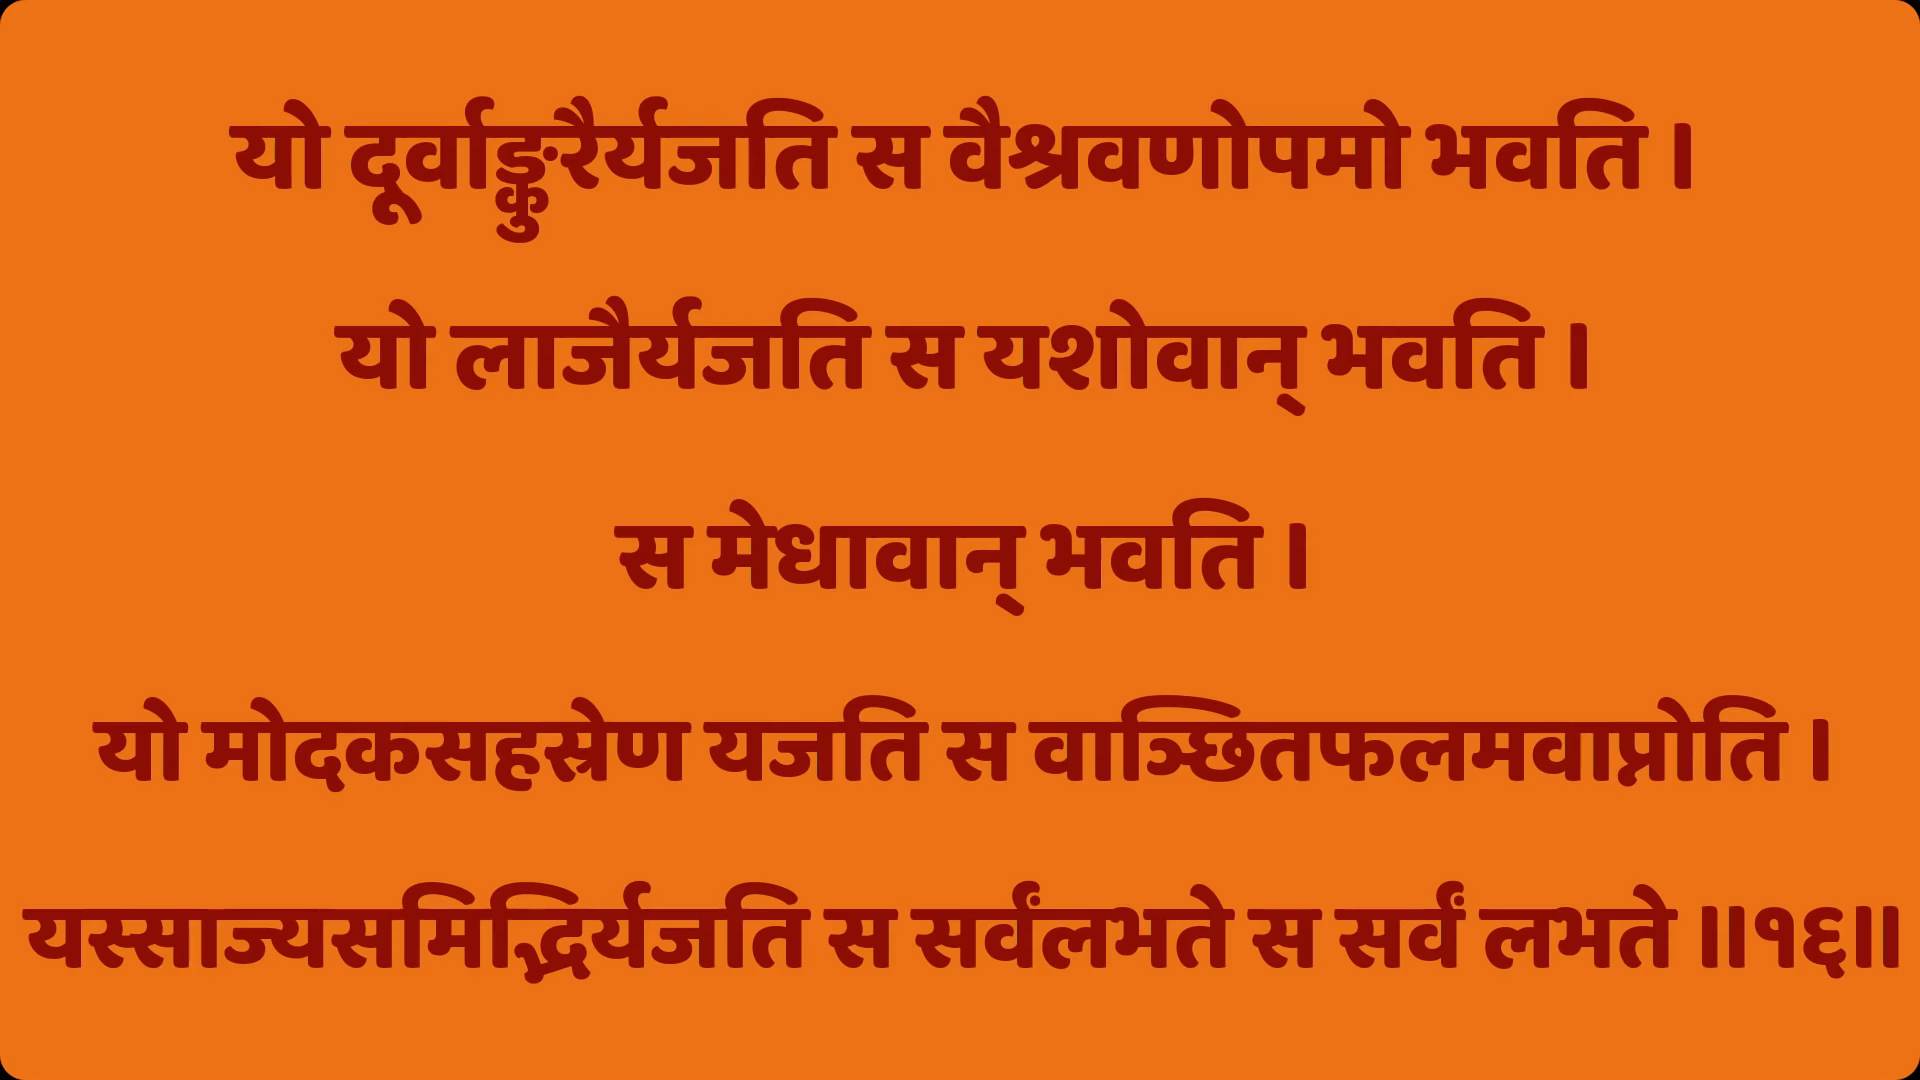 यो दूर्वाङ्कुरैर्यजति स वैश्रवणोपमो भवति ।
यो लाजैर्यजति स यशोवान् भवति ।
स मेधावान् भवति ।
यो मोदकसहस्रेण यजति स वाञ्छितफलमवाप्नोति ।
यस्साज्यसमिद्भिर्यजति स सर्वंलभते स सर्वं लभते ॥१६॥